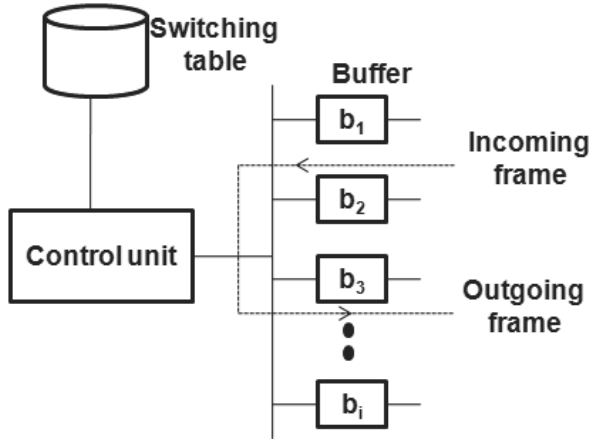 Switching
table
Buffer
b1
Incoming
frame
b2
Control unit
b3
Outgoing
frame
bi